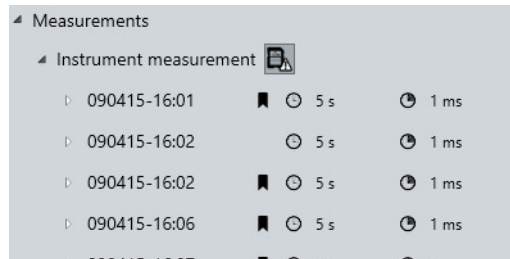 Measurements
Instrument measurement
090415-16:01 5 s 1 ms
090415-16:02 5 s 1 ms
090415-16:02 5 s 1 ms
090415-16:06 5 s 1 ms